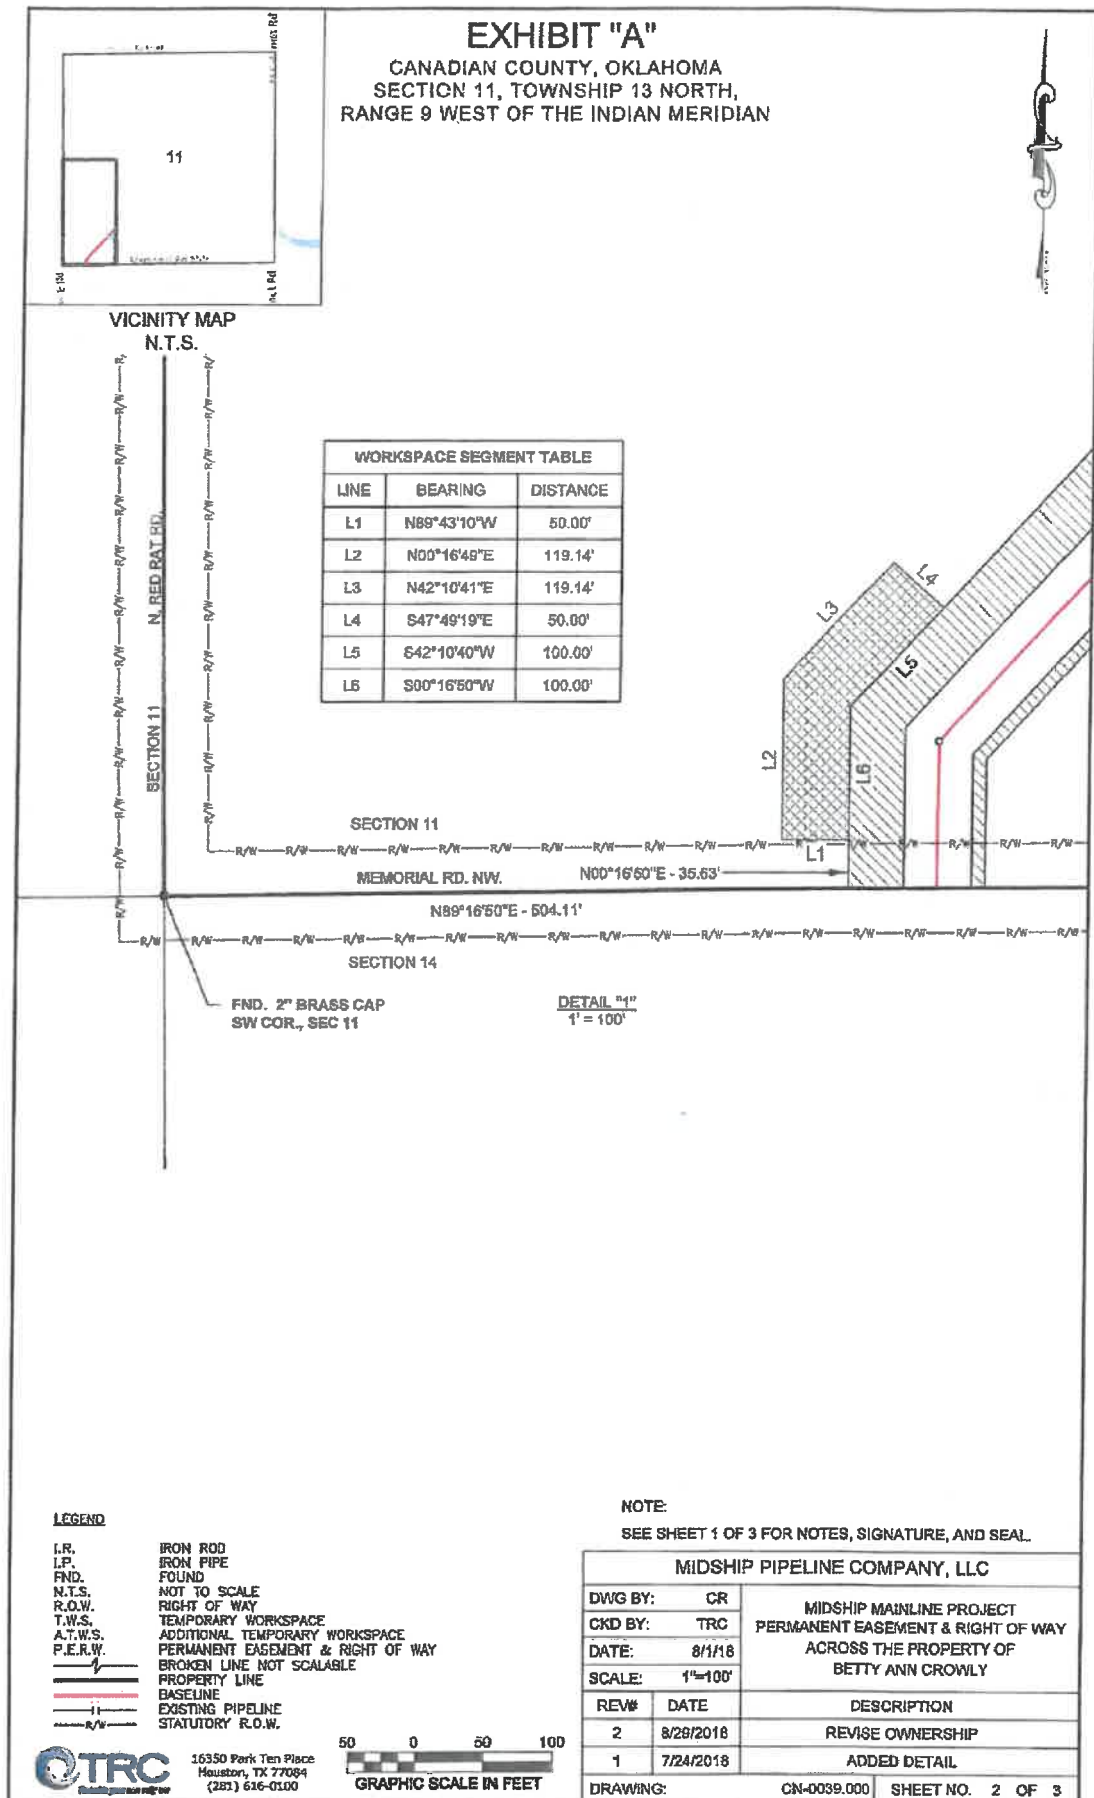 EXHIBIT "A"
CANADIAN COUNTY, OKLAHOMA
SECTION 11, TOWNSHIP 13 NORTH,
RANGE 9 WEST OF THE INDIAN MERIDIAN
11
VICINITY MAP
N.T.S.
WORKSPACE SEGMENT TABLE
LINE BEARING DISTANCE
L1 N89°43'10"W 50.00'
L2 N00°16'49"E 119.14'
L3 N42°10'41"E 119.14'
L4 S47°49'19"E 50.00'
L5 S42°10'40"W 100.00'
L6 S00°16'50"W 100.00'
N. RED RAT RD.
SECTION 11
L3
L4
L5
L2
L6
L1
SECTION 11
R/W
MEMORIAL RD. NW.
N00°16'50"E - 35.63'
N89°16'50"E - 504.11'
R/W
SECTION 14
FND. 2" BRASS CAP
SW COR., SEC 11
DETAIL "1"
1' = 100'
LEGEND
I.R. IRON ROD
I.P. IRON PIPE
FND. FOUND
N.T.S. NOT TO SCALE
R.O.W. RIGHT OF WAY
T.W.S. TEMPORARY WORKSPACE
A.T.W.S. ADDITIONAL TEMPORARY WORKSPACE
P.E.R.W. PERMANENT EASEMENT & RIGHT OF WAY
BROKEN LINE NOT SCALABLE
PROPERTY LINE
BASELINE
EXISTING PIPELINE
R/W STATUTORY R.O.W.
TRC
16350 Park Ten Place
Houston, TX 77084
(281) 616-0100
50 0 50 100
GRAPHIC SCALE IN FEET
NOTE:
SEE SHEET 1 OF 3 FOR NOTES, SIGNATURE, AND SEAL.
MIDSHIP PIPELINE COMPANY, LLC
DWG BY: CR
CKD BY: TRC
DATE: 8/1/18
SCALE: 1"=100'
MIDSHIP MAINLINE PROJECT
PERMANENT EASEMENT & RIGHT OF WAY
ACROSS THE PROPERTY OF
BETTY ANN CROWLY
REV# DATE DESCRIPTION
2 8/29/2018 REVISE OWNERSHIP
1 7/24/2018 ADDED DETAIL
DRAWING: CN-0039.000 SHEET NO. 2 OF 3